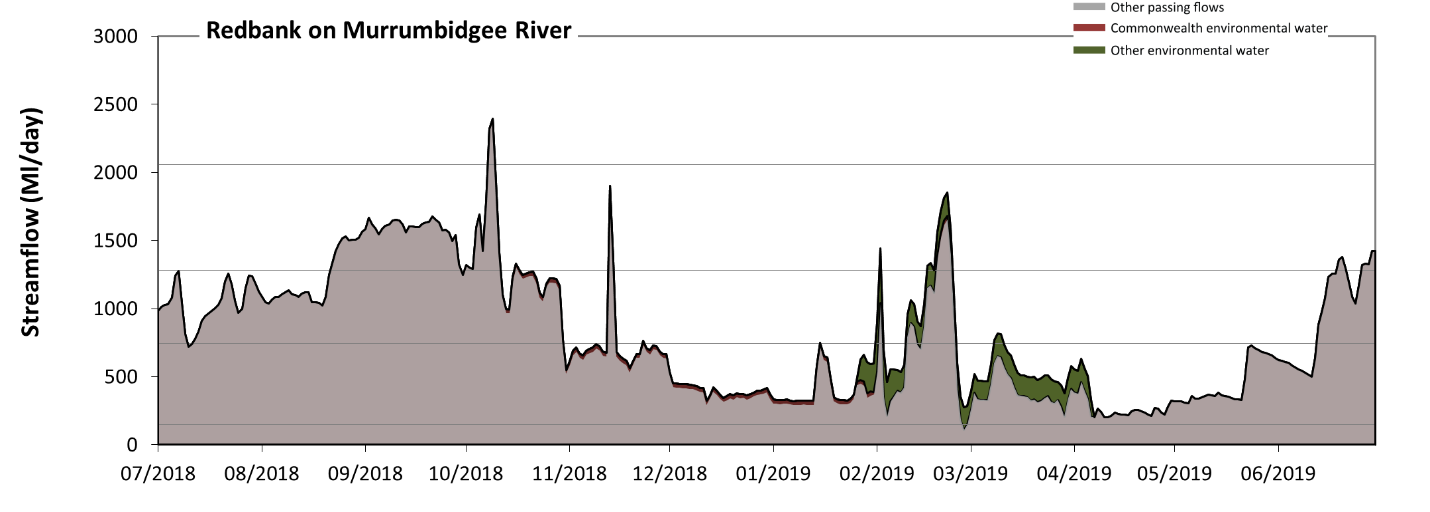 Other passing flows
Redbank on Murrumbidgee River
Commonwealth environmental water
Other environmental water
Streamflow (Ml/day)
3000
2500
2000
1500
1000
500
0
07/2018 08/2018 09/2018 10/2018 11/2018 12/2018 01/2019 02/2019 03/2019 04/2019 05/2019 06/2019